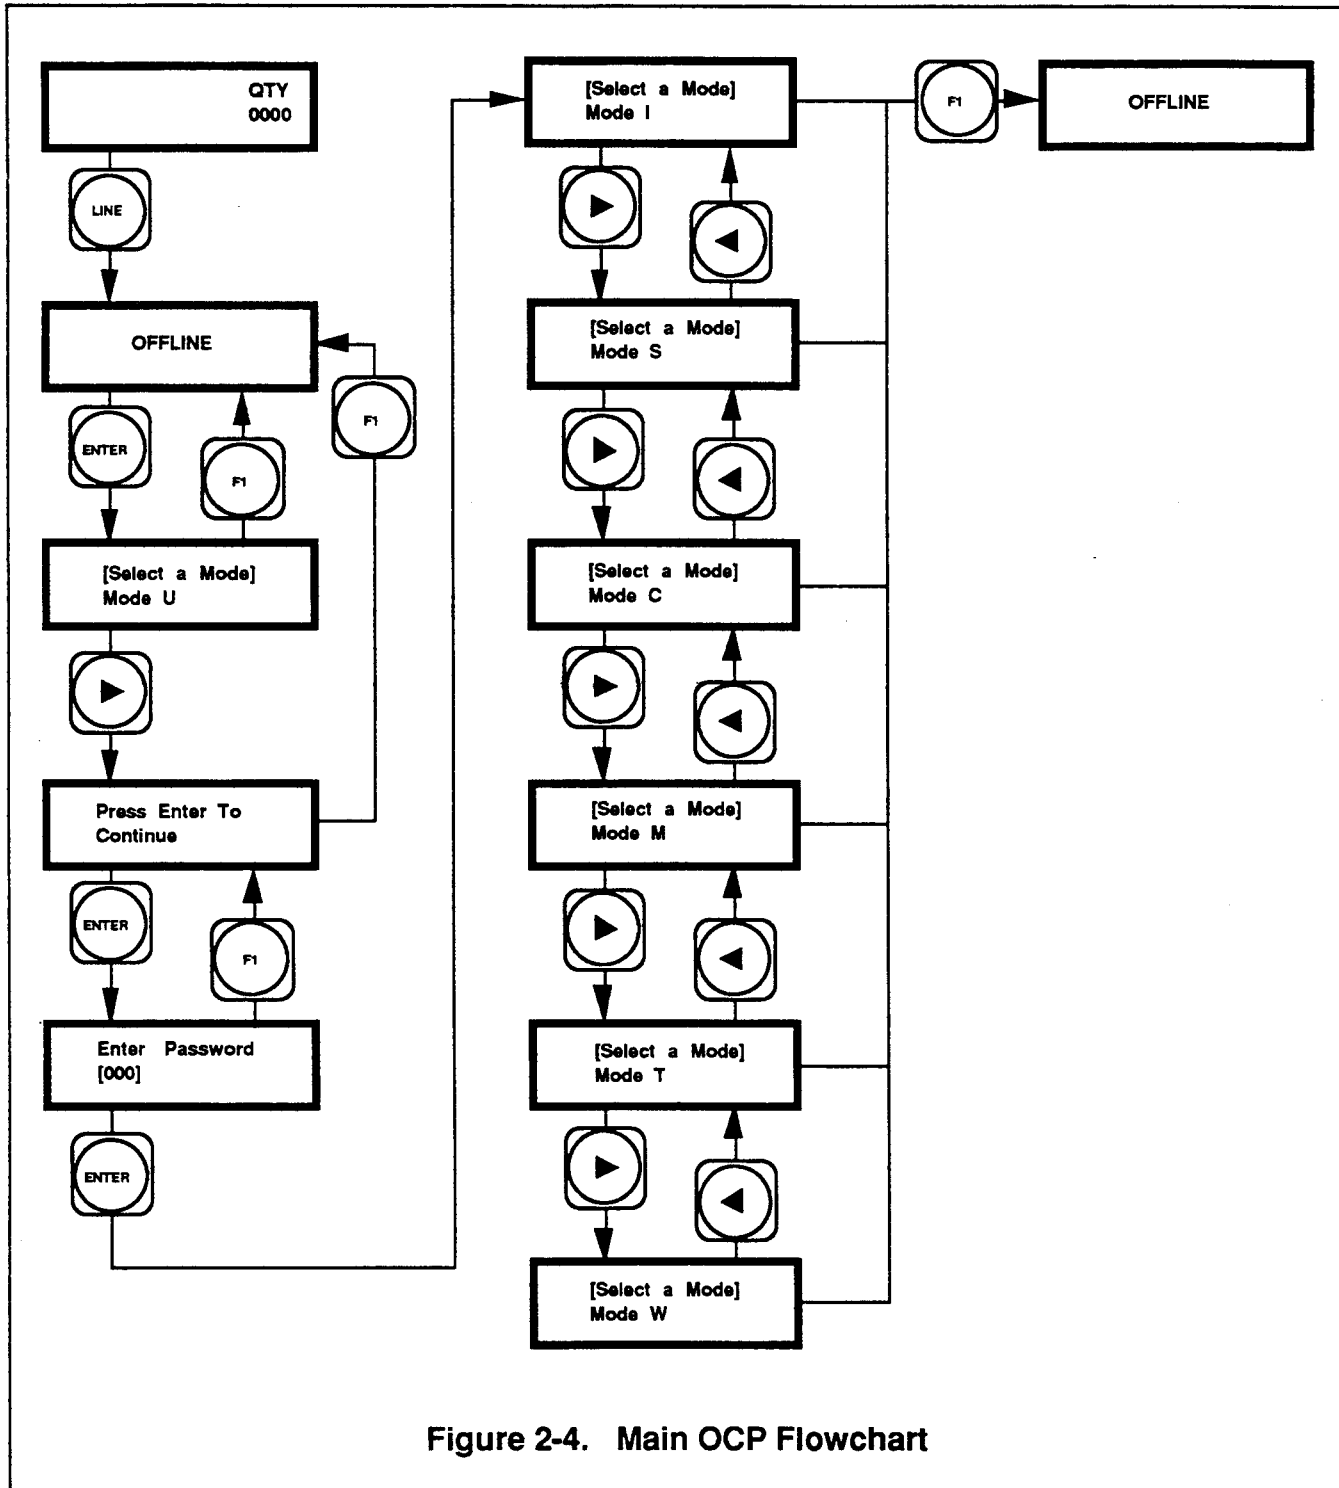 QTY
0000
LINE
OFFLINE
ENTER
F1
F1
[Select a Mode]
Mode U
Press Enter To
Continue
ENTER
F1
Enter Password
[000]
ENTER
[Select a Mode]
Mode I
[Select a Mode]
Mode S
[Select a Mode]
Mode C
[Select a Mode]
Mode M
[Select a Mode]
Mode T
[Select a Mode]
Mode W
F1
OFFLINE
Figure 2-4. Main OCP Flowchart